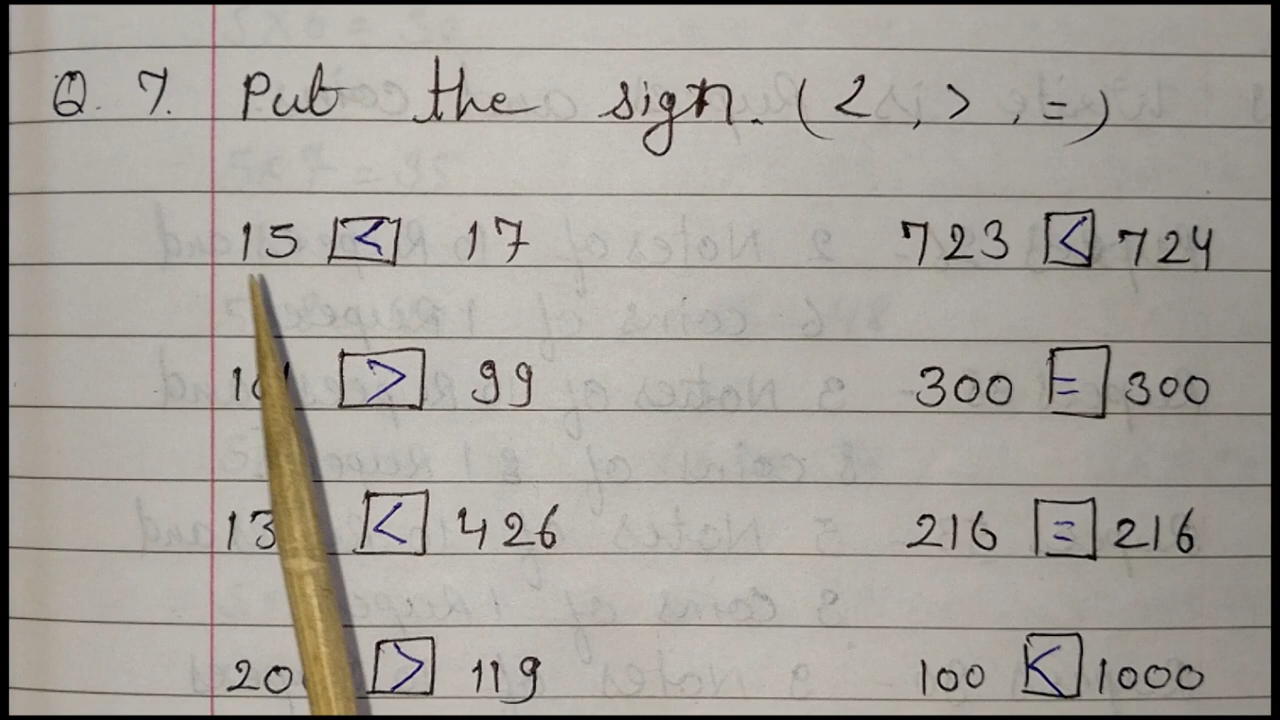 Q. 7. Put the sign. ( <, >, =)
15 < 17 723 < 724
> 99 300 = 300
< 426 216 = 216
> 119 100 < 1000